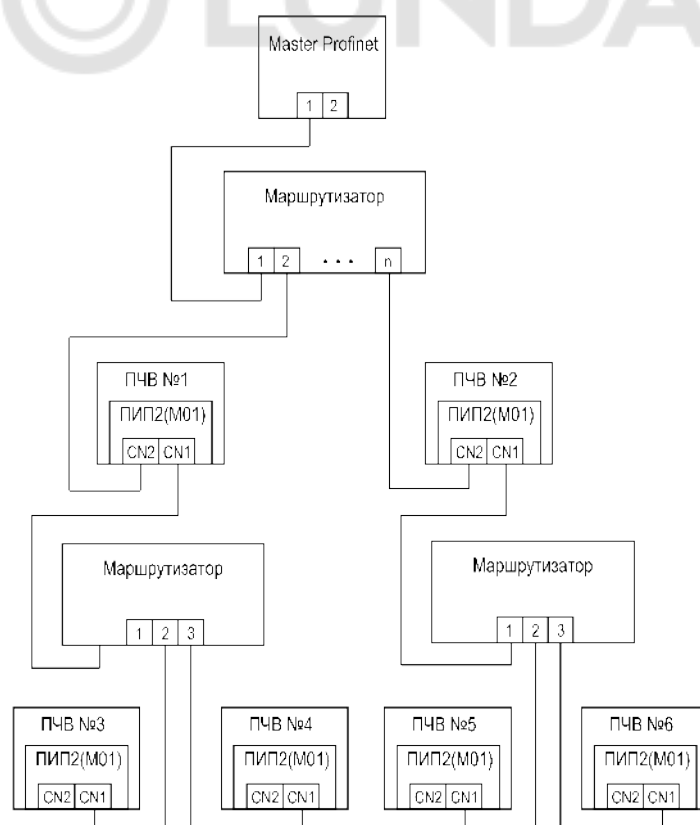 LUNDA
Master Profinet
1 2
Маршрутизатор
1 2 ... n
ПЧВ №1
ПИП2(М01)
CN2 CN1
ПЧВ №2
ПИП2(М01)
CN2 CN1
Маршрутизатор
1 2 3
Маршрутизатор
1 2 3
ПЧВ №3
ПИП2(М01)
CN2 CN1
ПЧВ №4
ПИП2(М01)
CN2 CN1
ПЧВ №5
ПИП2(М01)
CN2 CN1
ПЧВ №6
ПИП2(М01)
CN2 CN1